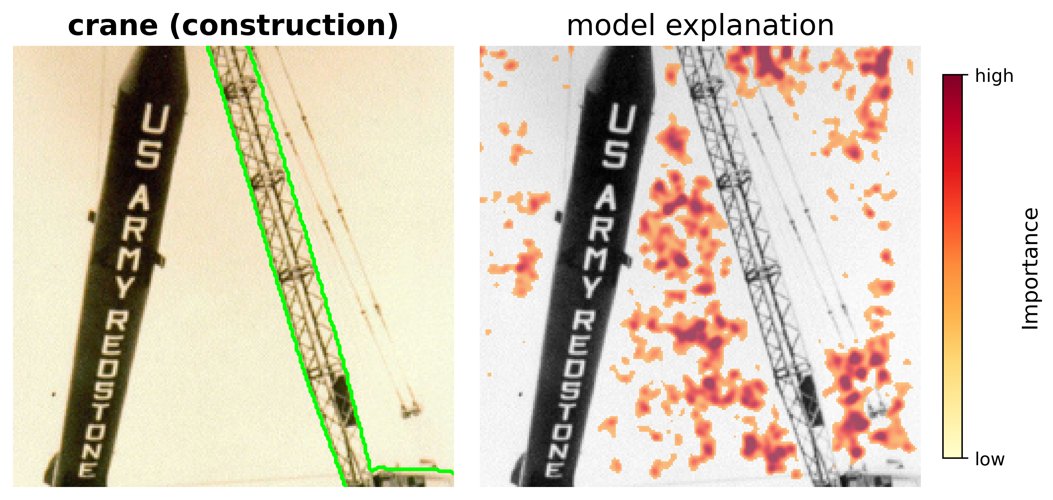 crane (construction)
model explanation
US ARMY REDSTONE
US ARMY REDSTONE
high
low
Importance